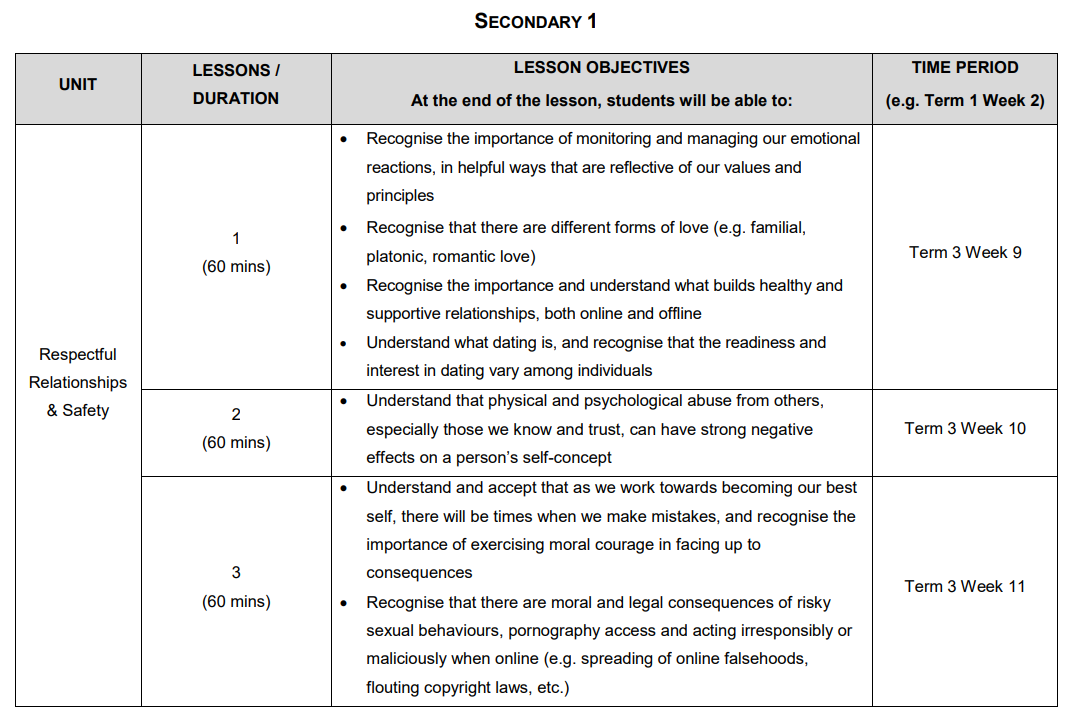 SECONDARY 1
UNIT
LESSONS /
DURATION
LESSON OBJECTIVES
At the end of the lesson, students will be able to:
TIME PERIOD
(e.g. Term 1 Week 2)
Respectful
Relationships
& Safety
1
(60 mins)
• Recognise the importance of monitoring and managing our emotional
reactions, in helpful ways that are reflective of our values and
principles
• Recognise that there are different forms of love (e.g. familial,
platonic, romantic love)
• Recognise the importance and understand what builds healthy and
supportive relationships, both online and offline
• Understand what dating is, and recognise that the readiness and
interest in dating vary among individuals
Term 3 Week 9
2
(60 mins)
• Understand that physical and psychological abuse from others,
especially those we know and trust, can have strong negative
effects on a person’s self-concept
Term 3 Week 10
3
(60 mins)
• Understand and accept that as we work towards becoming our best
self, there will be times when we make mistakes, and recognise the
importance of exercising moral courage in facing up to
consequences
• Recognise that there are moral and legal consequences of risky
sexual behaviours, pornography access and acting irresponsibly or
maliciously when online (e.g. spreading of online falsehoods,
flouting copyright laws, etc.)
Term 3 Week 11